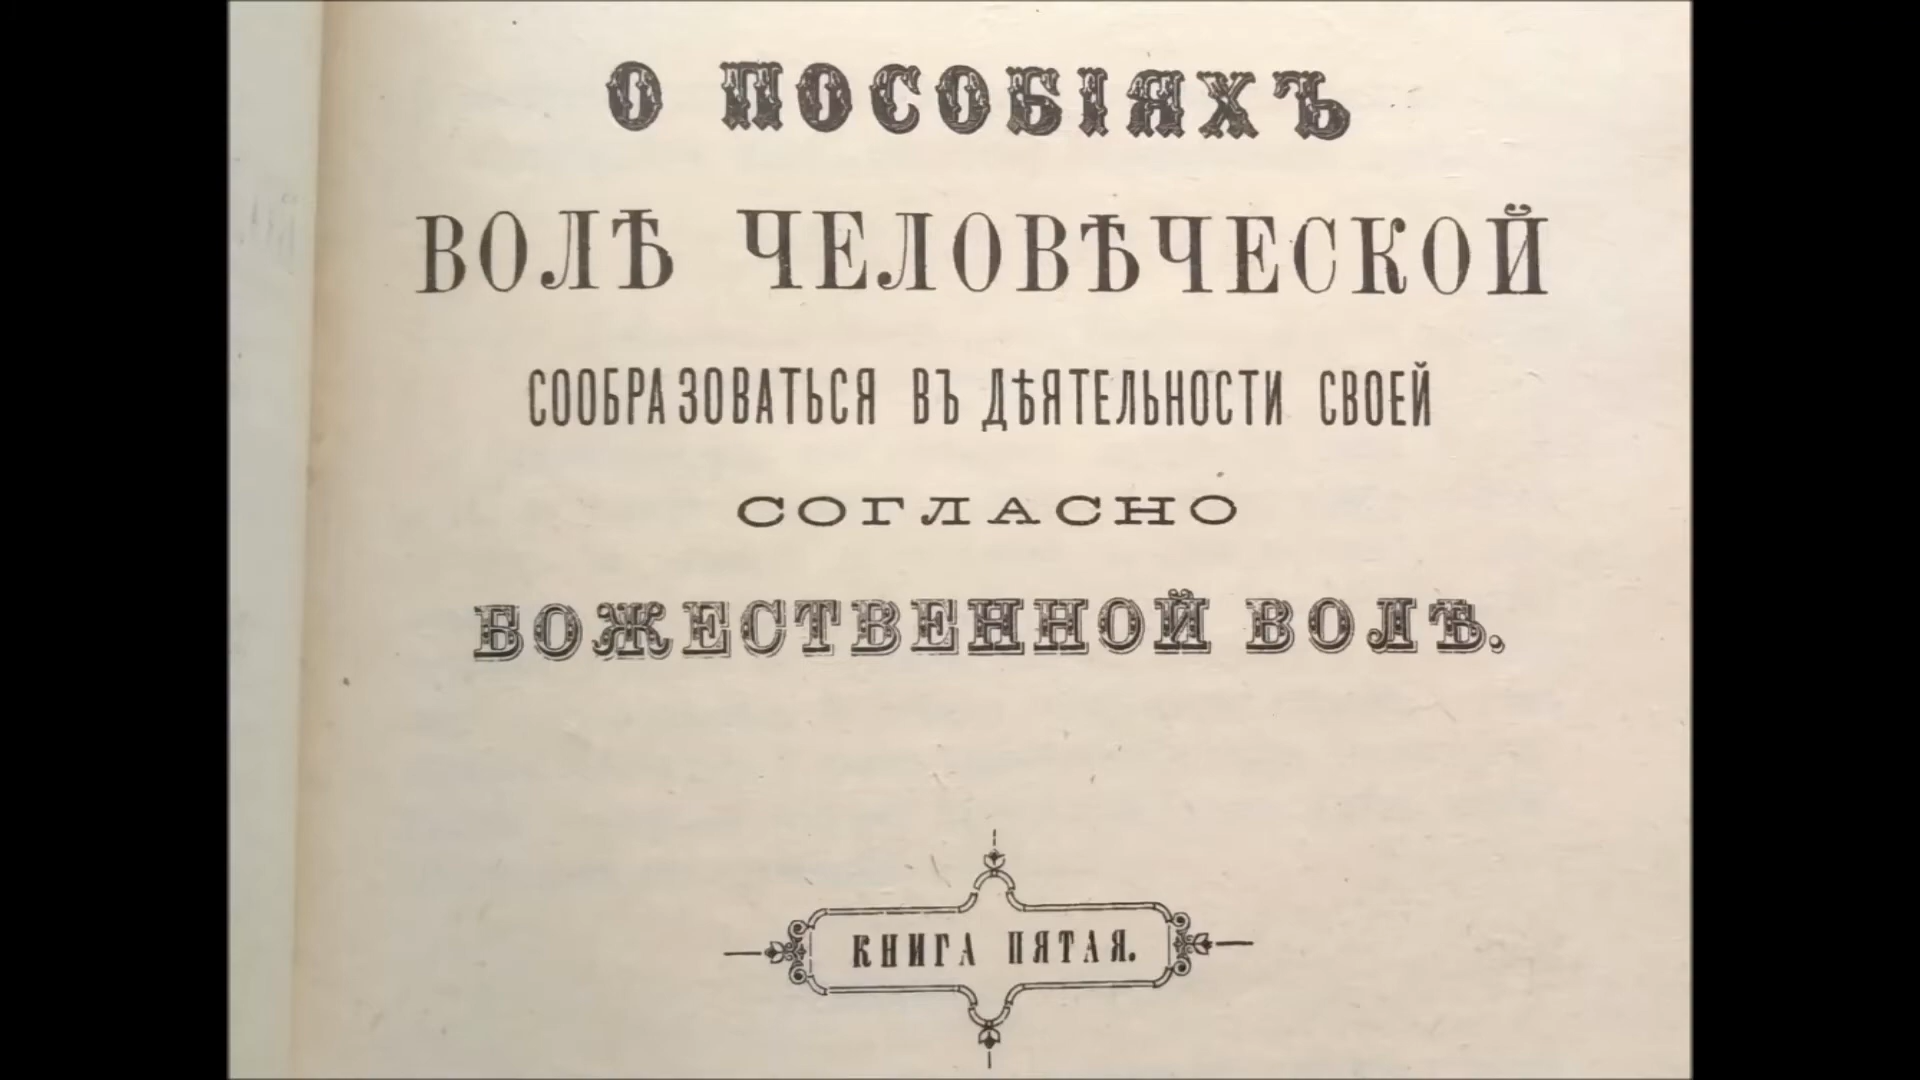 О ПОСОБІЯХЪ
ВОЛѢ ЧЕЛОВѢЧЕСКОЙ
СООБРАЗОВАТЬСЯ ВЪ ДѢЯТЕЛЬНОСТИ СВОЕЙ
СОГЛАСНО
БОЖЕСТВЕННОЙ ВОЛѢ.
КНИГА ПЯТАЯ.